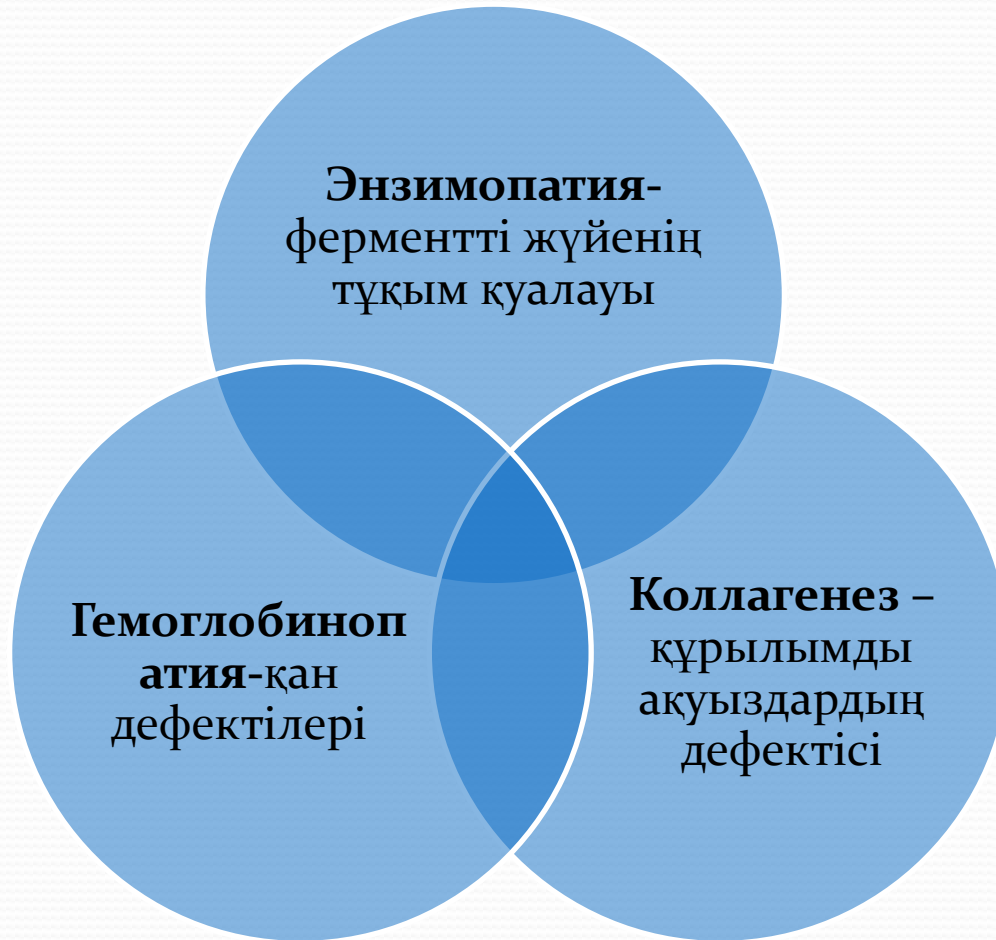 Энзимопатия-
ферментті жүйенің
тұқым қуалауы
Гемоглобиноп
атия-қан
дефектілері
Коллагенез –
құрылымды
ақуыздардың
дефектісі